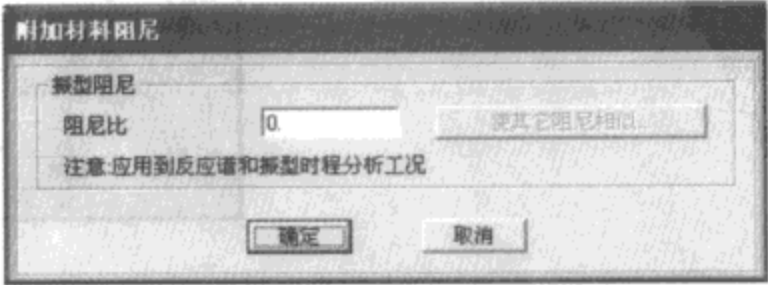 附加材料阻尼
振型阻尼
阻尼比 0.
注意:应用到反应谱和振型时程分析工况
确定 取消